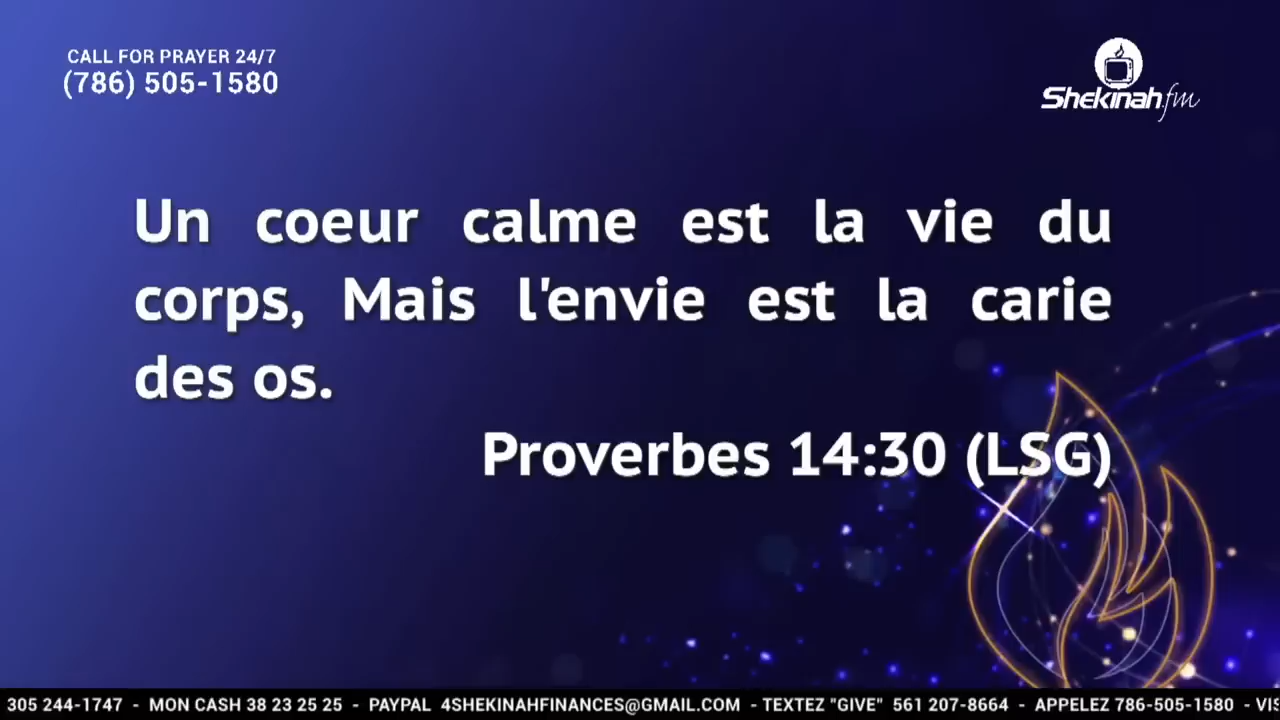 CALL FOR PRAYER 24/7
(786) 505-1580
Shekinah.fm
Un coeur calme est la vie du
corps, Mais l'envie est la carie
des os.
Proverbes 14:30 (LSG)
305 244-1747 - MON CASH 38 23 25 25 - PAYPAL 4SHEKINAHFINANCES@GMAIL.COM - TEXTEZ "GIVE" 561 207-8664 - APPELEZ 786-505-1580 - VIS